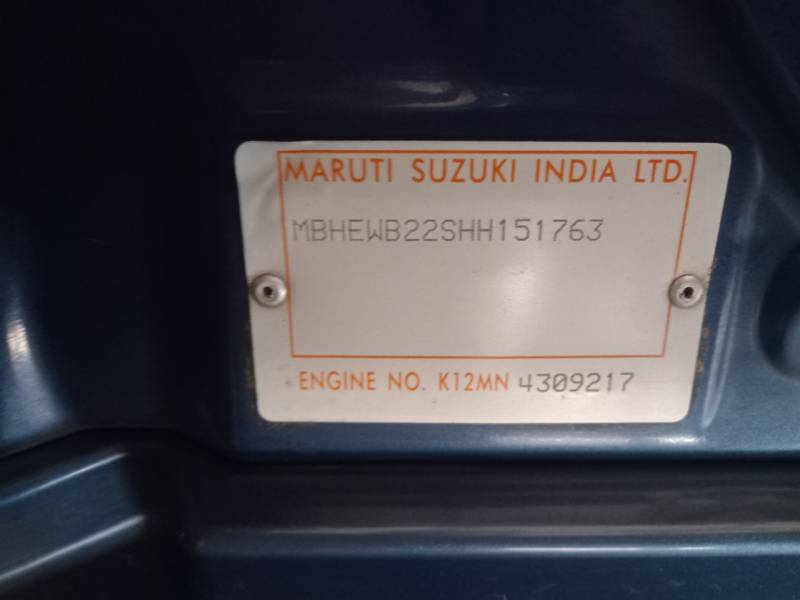 MARUTI SUZUKI INDIA LTD.
MBHEWB22SHH151763
ENGINE NO. K12MN 4309217